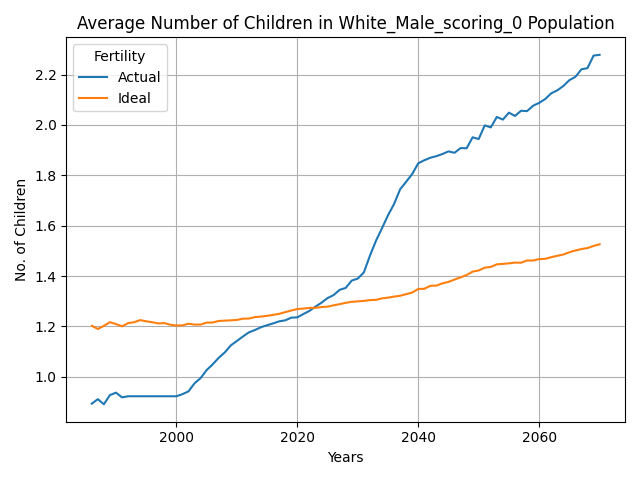 Average Number of Children in White_Male_scoring_0 Population
Fertility
Actual
Ideal
2.2
2.0
1.8
1.6
1.4
1.2
1.0
No. of Children
2000
2020
2040
2060
Years